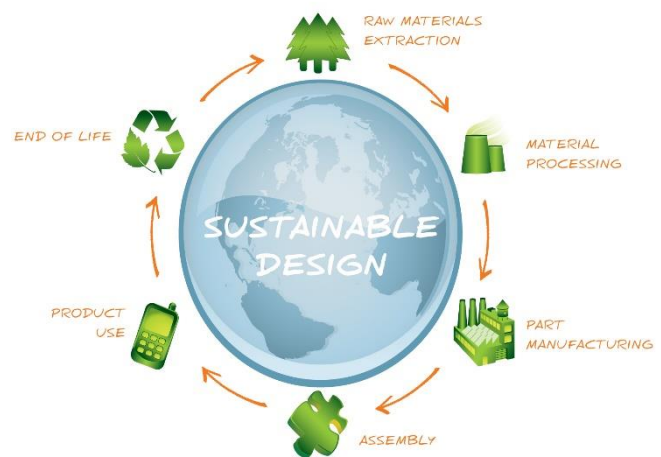 RAW MATERIALS
EXTRACTION
MATERIAL
PROCESSING
PART
MANUFACTURING
ASSEMBLY
PRODUCT
USE
END OF LIFE
SUSTAINABLE
DESIGN